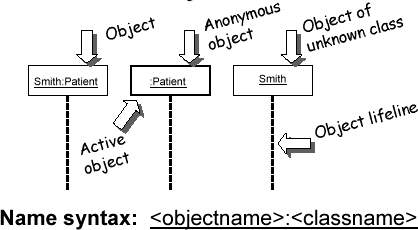 Object
Anonymous
object
Object of
unknown class
Smith:Patient
:Patient
Smith
Active
object
Object lifeline
Name syntax: <objectname>:<classname>